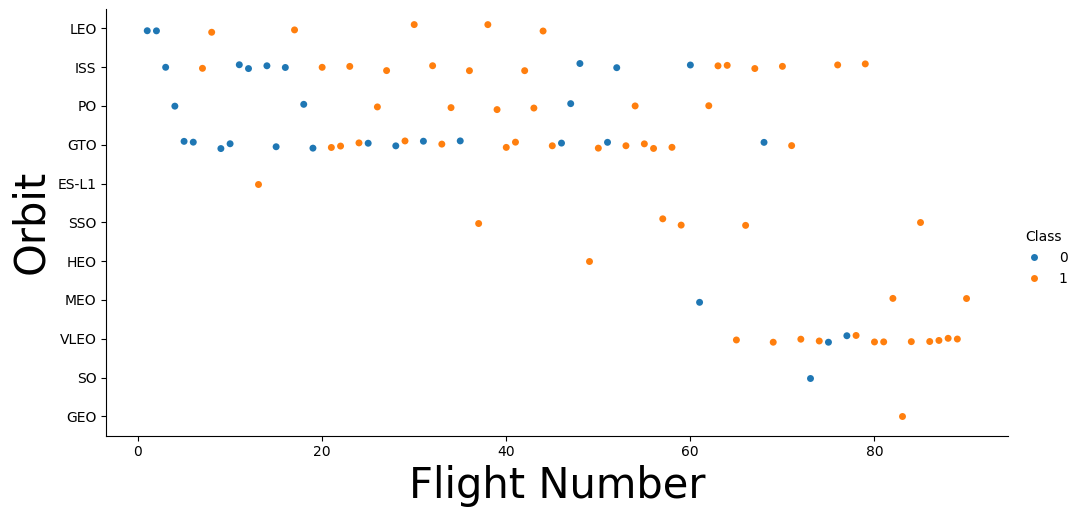 Orbit
LEO
ISS
PO
GTO
ES-L1
SSO
HEO
MEO
VLEO
SO
GEO
0 20 40 60 80
Flight Number
Class
0
1